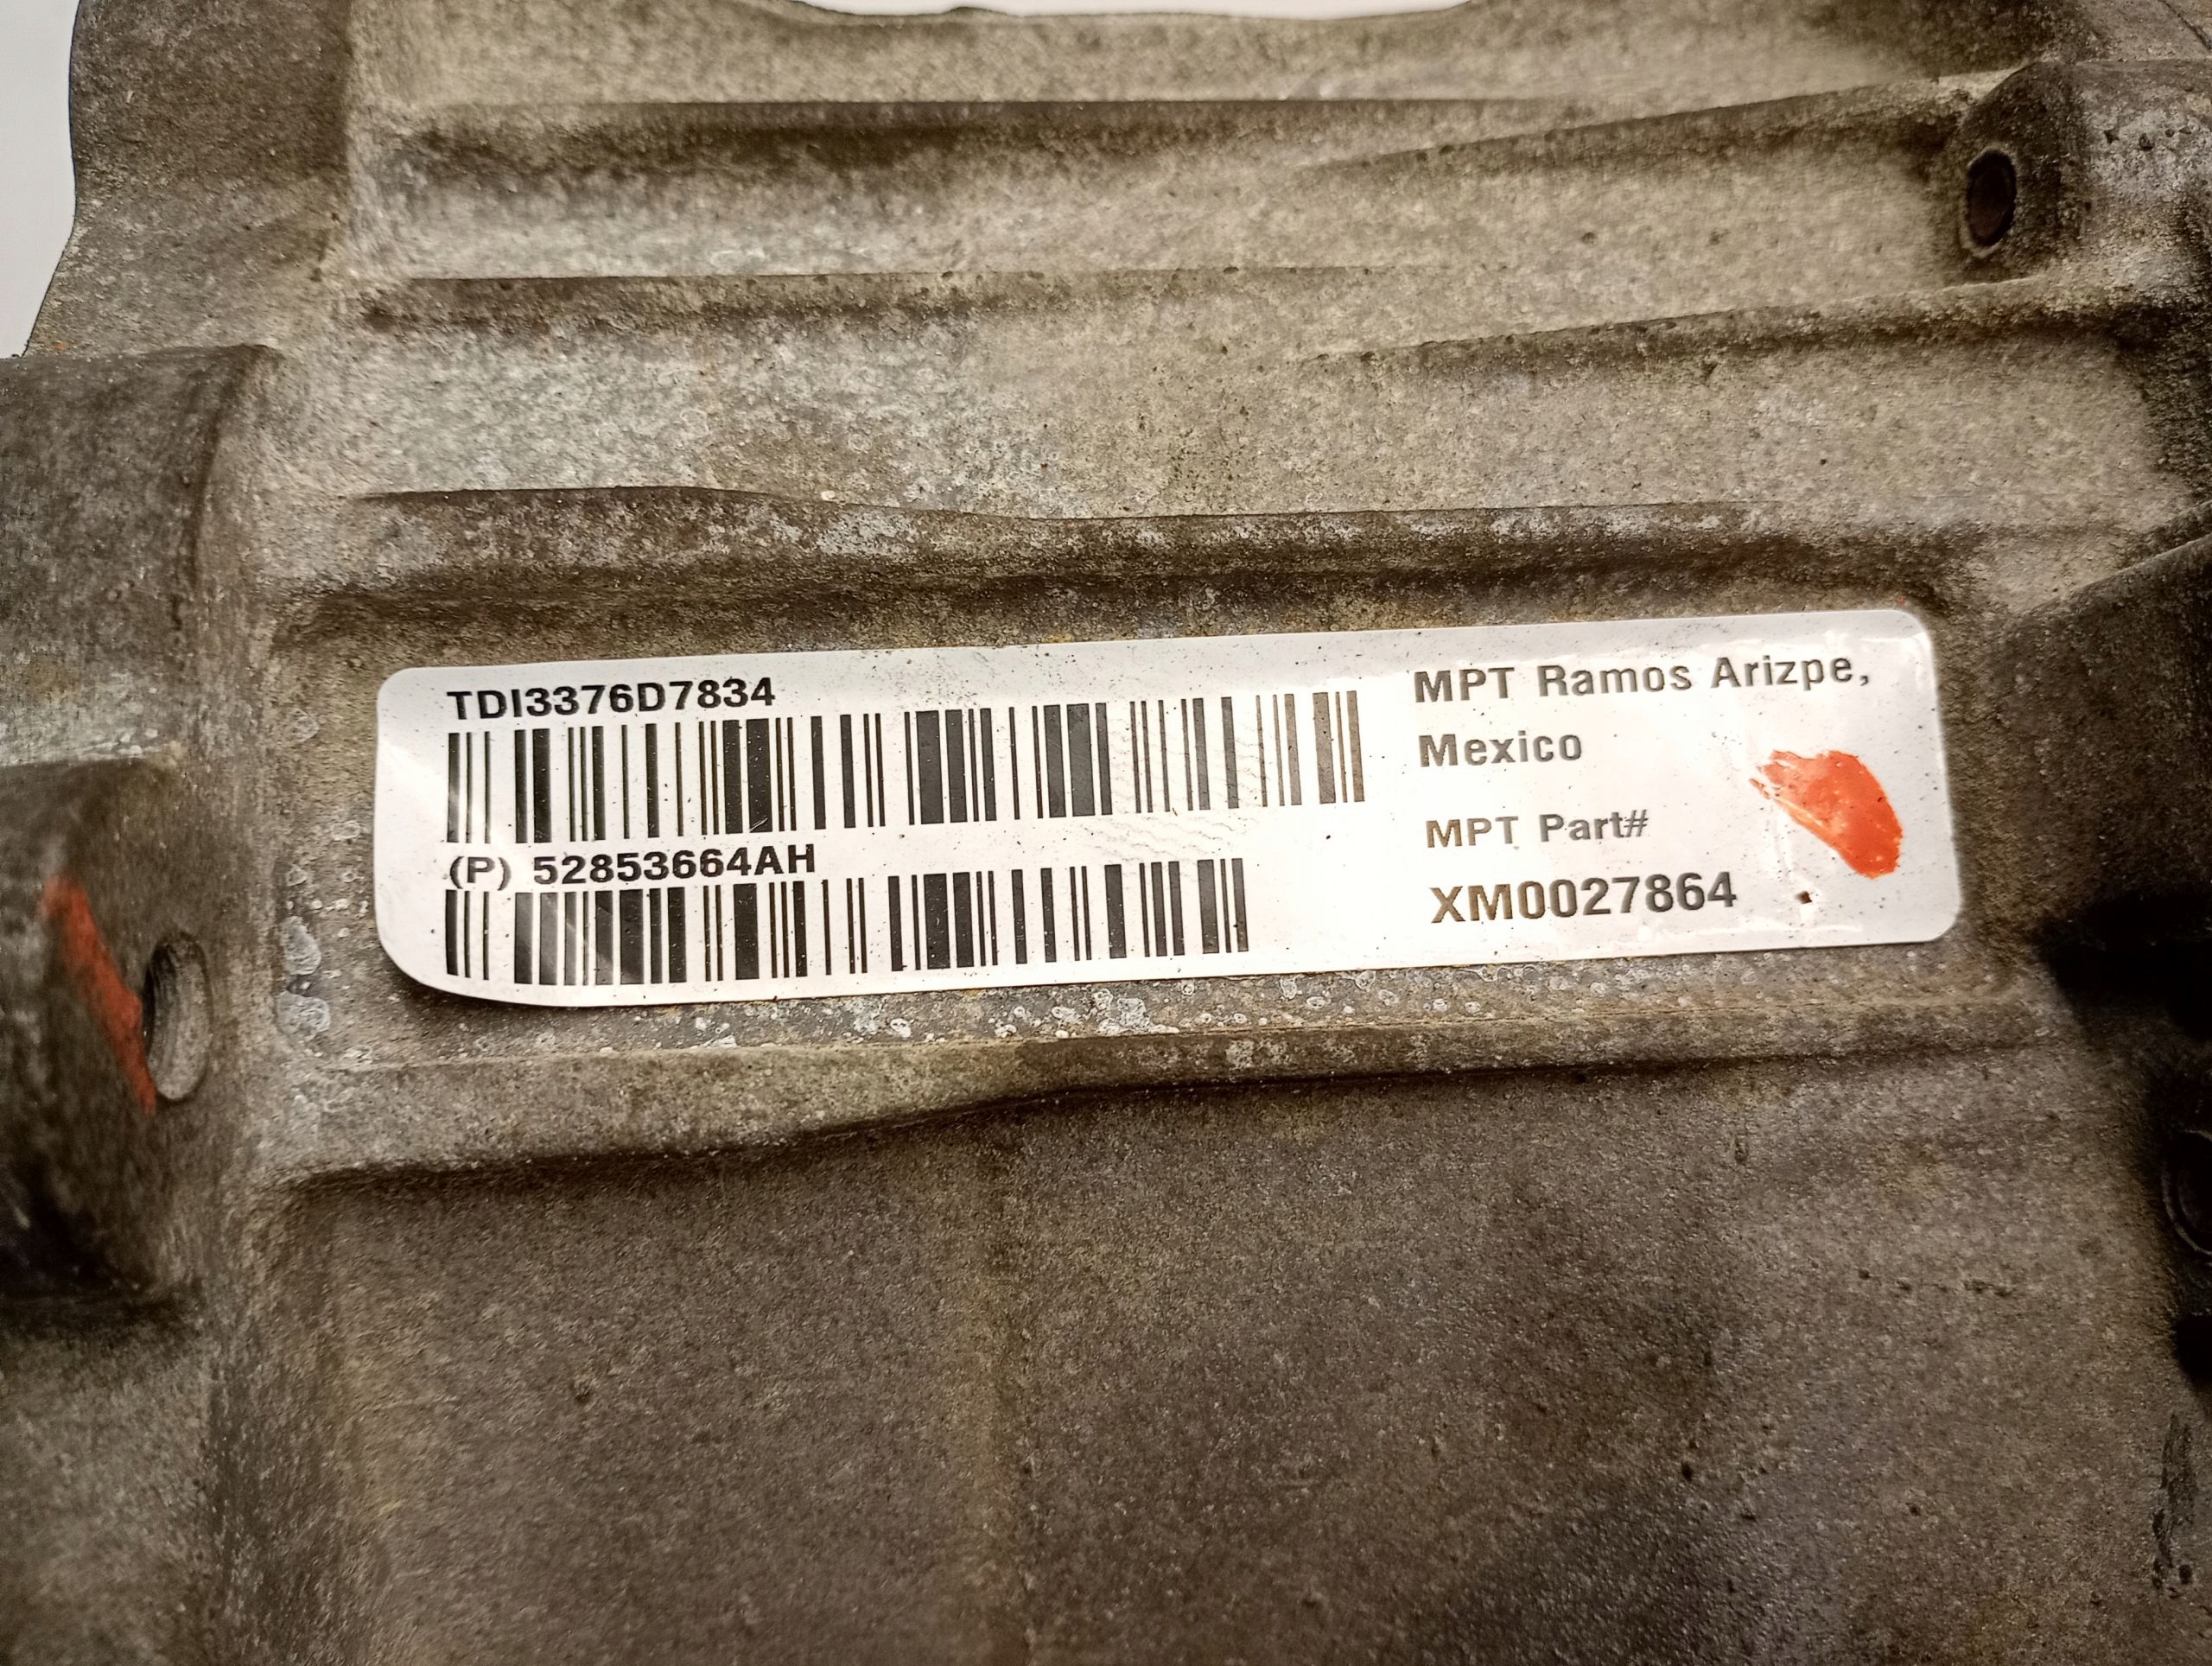 TDI3376D7834
(P) 52853664AH
MPT Ramos Arizpe,
Mexico
MPT Part#
XM0027864